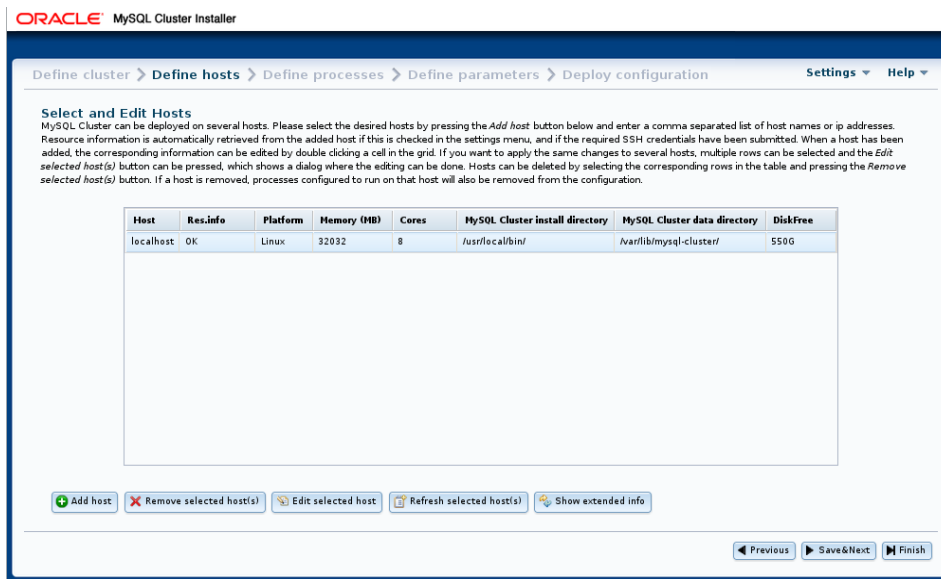 ORACLE® MySQL Cluster Installer
Define cluster > Define hosts > Define processes > Define parameters > Deploy configuration Settings Help
Select and Edit Hosts
MySQL Cluster can be deployed on several hosts. Please select the desired hosts by pressing the Add host button below and enter a comma separated list of host names or ip addresses.
Resource information is automatically retrieved from the added host if this is checked in the settings menu, and if the required SSH credentials have been submitted. When a host has been
added, the corresponding information can be edited by double clicking a cell in the grid. If you want to apply the same changes to several hosts, multiple rows can be selected and the Edit
selected host(s) button can be pressed, which shows a dialog where the editing can be done. Hosts can be deleted by selecting the corresponding rows in the table and pressing the Remove
selected host(s) button. If a host is removed, processes configured to run on that host will also be removed from the configuration.
Host Res.info Platform Memory (MB) Cores MySQL Cluster install directory MySQL Cluster data directory DiskFree
localhost OK Linux 32032 8 /usr/local/bin/ /var/lib/mysql-cluster/ 550G
Add host Remove selected host(s) Edit selected host Refresh selected host(s) Show extended info
Previous Save&Next Finish